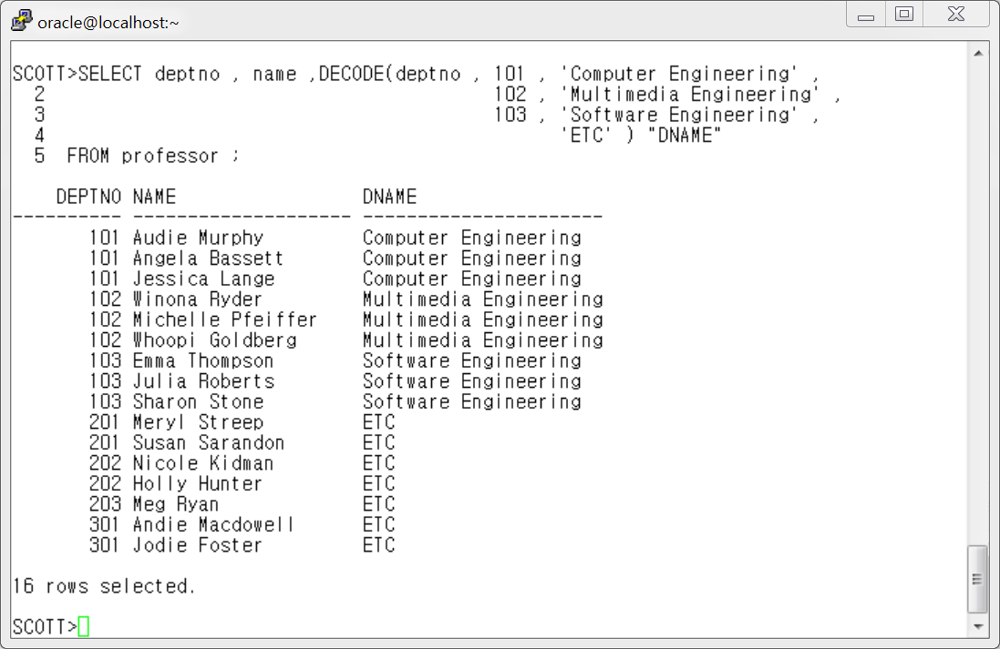 oracle@localhost:~
SCOTT>SELECT deptno , name ,DECODE(deptno , 101 , 'Computer Engineering' ,
  2                                         102 , 'Multimedia Engineering' ,
  3                                         103 , 'Software Engineering' ,
  4                                               'ETC' ) "DNAME"
  5  FROM professor ;
    DEPTNO NAME                 DNAME
---------- -------------------- ----------------------
       101 Audie Murphy         Computer Engineering
       101 Angela Bassett       Computer Engineering
       101 Jessica Lange        Computer Engineering
       102 Winona Ryder         Multimedia Engineering
       102 Michelle Pfeiffer    Multimedia Engineering
       102 Whoopi Goldberg      Multimedia Engineering
       103 Emma Thompson        Software Engineering
       103 Julia Roberts        Software Engineering
       103 Sharon Stone         Software Engineering
       201 Meryl Streep         ETC
       201 Susan Sarandon       ETC
       202 Nicole Kidman        ETC
       202 Holly Hunter         ETC
       203 Meg Ryan             ETC
       301 Andie Macdowell      ETC
       301 Jodie Foster         ETC
16 rows selected.
SCOTT>